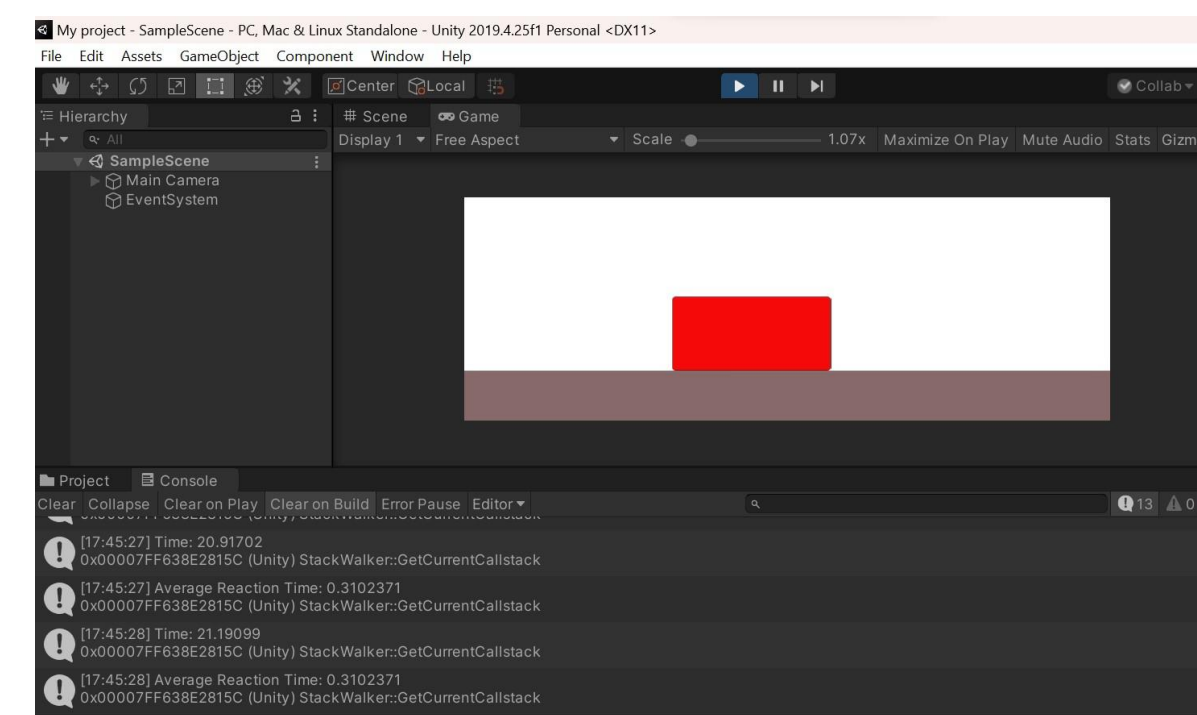 My project - SampleScene - PC, Mac & Linux Standalone - Unity 2019.4.25f1 Personal <DX11>
File Edit Assets GameObject Component Window Help
Center Local Collab
Hierarchy # Scene Game
All Display 1 Free Aspect Scale 1.07x Maximize On Play Mute Audio Stats Gizm
SampleScene
Main Camera
EventSystem
Project Console
Clear Collapse Clear on Play Clear on Build Error Pause Editor 13 0
[17:45:27] Time: 20.91702
0x00007FF638E2815C (Unity) StackWalker::GetCurrentCallstack
[17:45:27] Average Reaction Time: 0.3102371
0x00007FF638E2815C (Unity) StackWalker::GetCurrentCallstack
[17:45:28] Time: 21.19099
0x00007FF638E2815C (Unity) StackWalker::GetCurrentCallstack
[17:45:28] Average Reaction Time: 0.3102371
0x00007FF638E2815C (Unity) StackWalker::GetCurrentCallstack